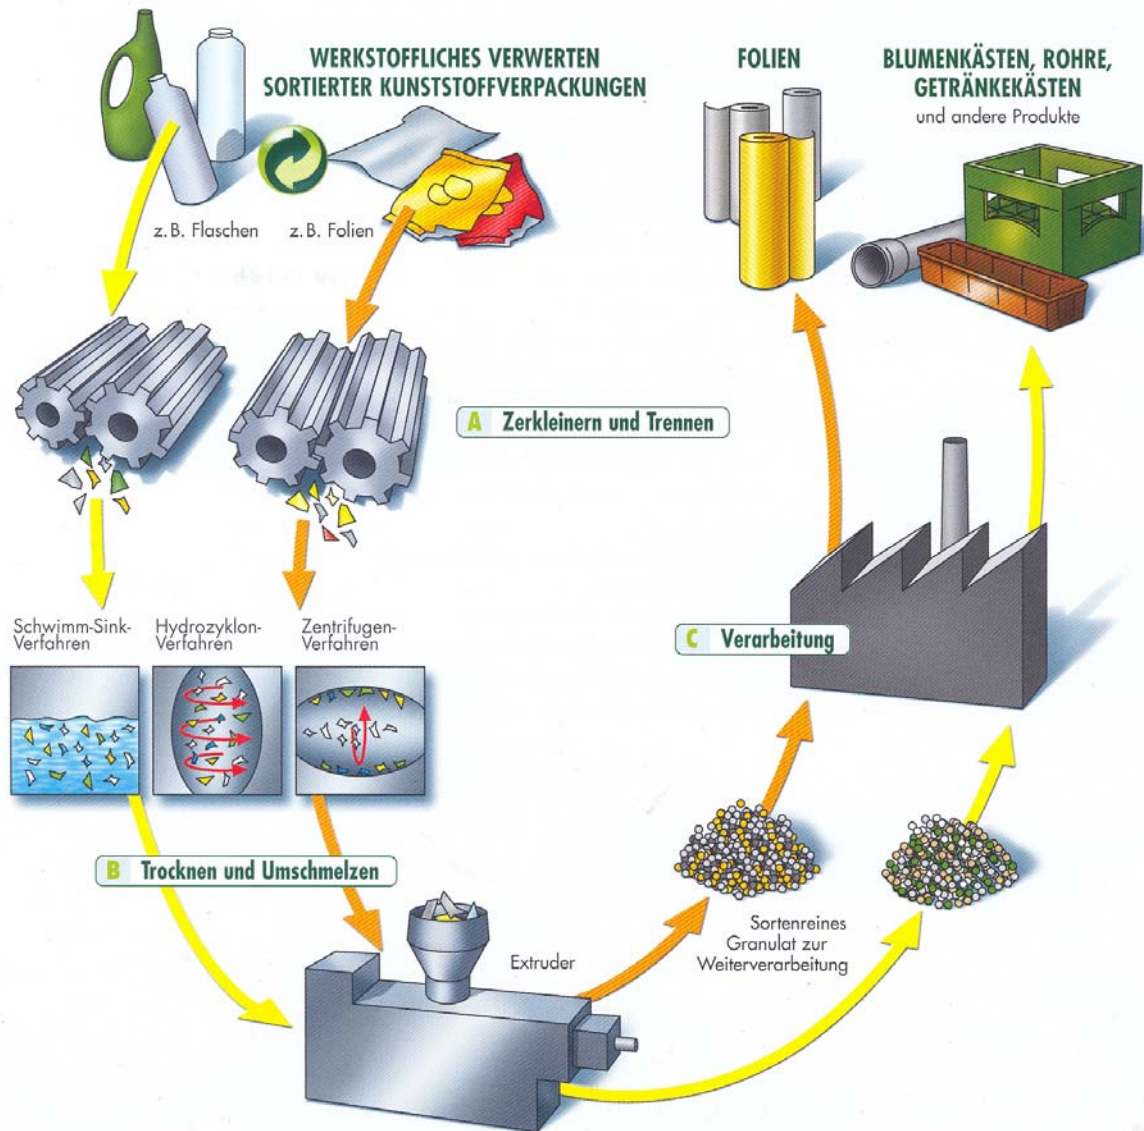 WERKSTOFFLICHES VERWERTEN
SORTIERTER KUNSTSTOFFVERPACKUNGEN
FOLIEN
BLUMENKÄSTEN, ROHRE,
GETRÄNKEKÄSTEN
und andere Produkte
z.B. Flaschen
z.B. Folien
A Zerkleinern und Trennen
Schwimm-Sink-
Verfahren
Hydrozyklon-
Verfahren
Zentrifugen-
Verfahren
C Verarbeitung
B Trocknen und Umschmelzen
Extruder
Sortenreines
Granulat zur
Weiterverarbeitung